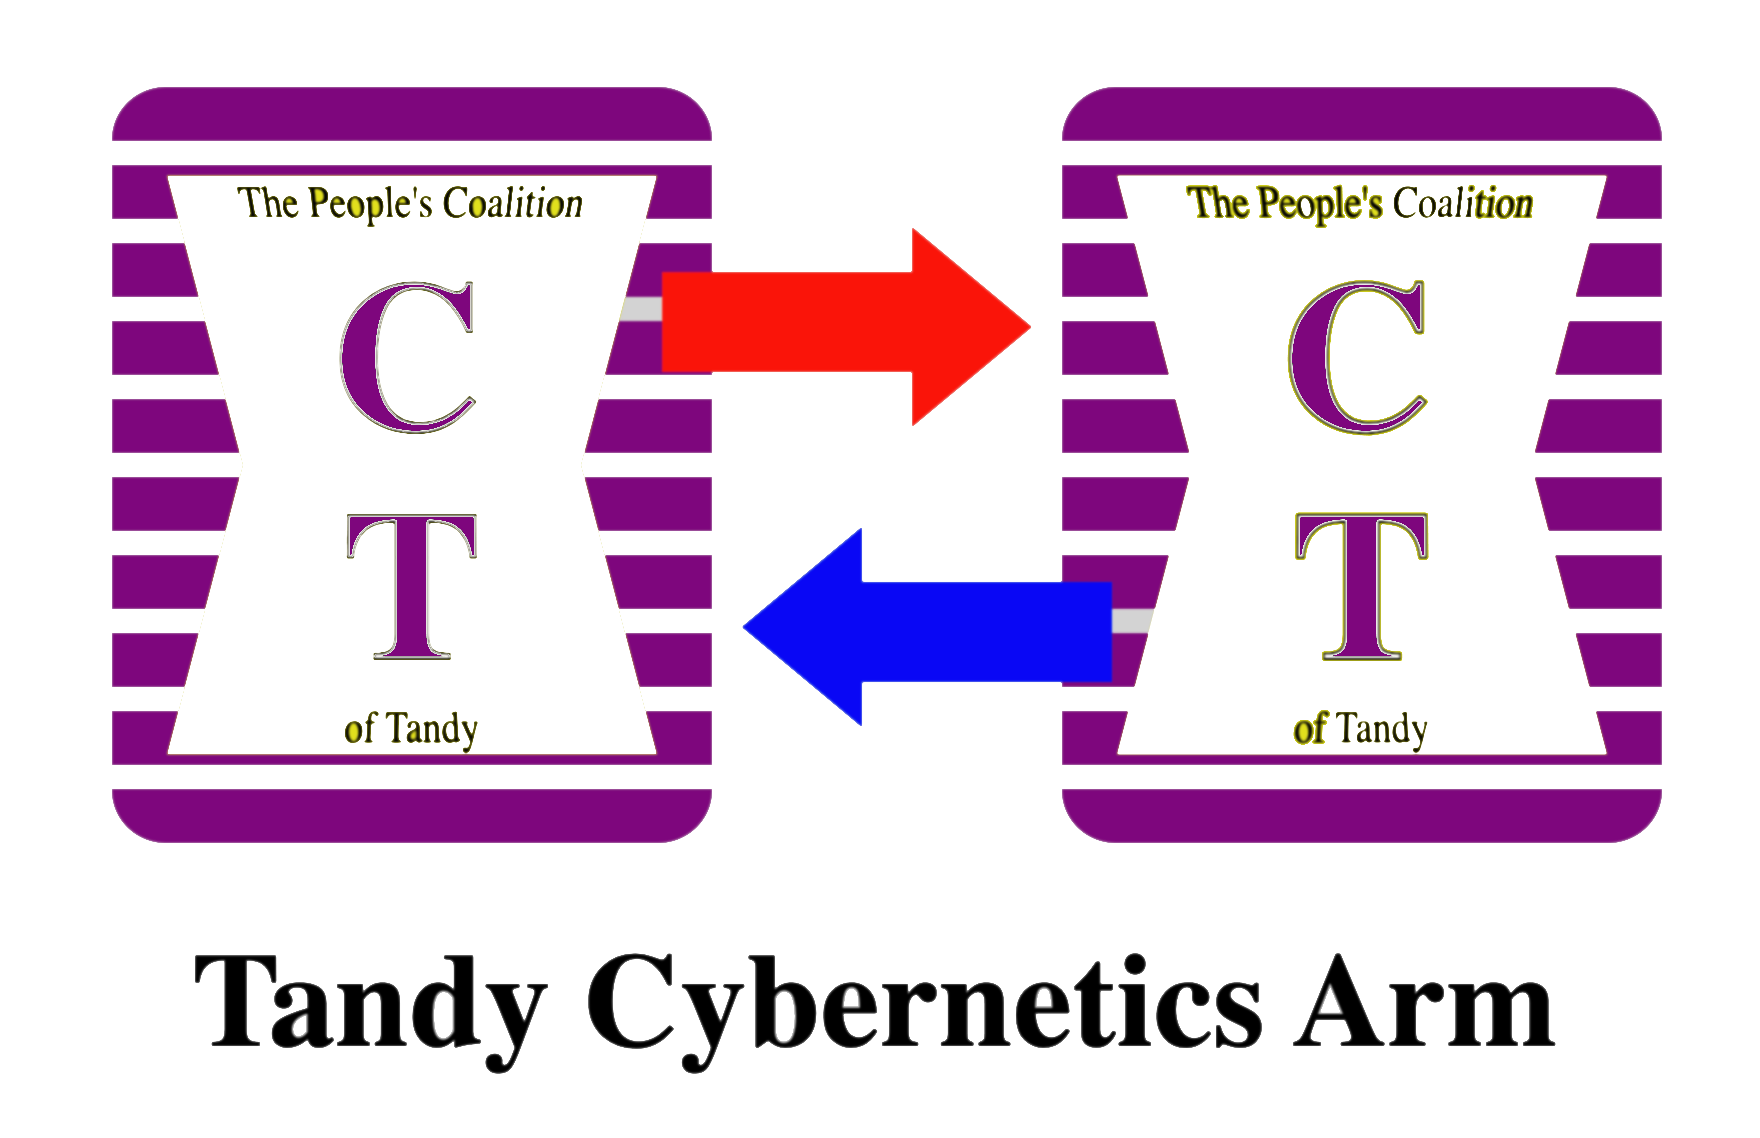 The People's Coalition
C
T
of Tandy
The People's Coalition
C
T
of Tandy
Tandy Cybernetics Arm